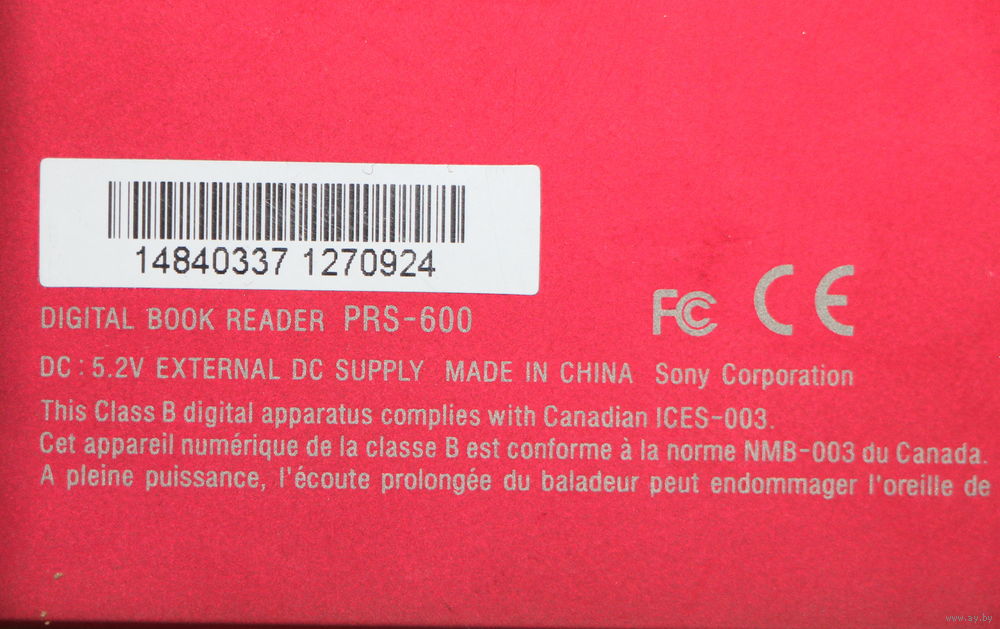 14840337 1270924
DIGITAL BOOK READER PRS-600
FC CE
DC : 5.2V EXTERNAL DC SUPPLY MADE IN CHINA Sony Corporation
This Class B digital apparatus complies with Canadian ICES-003.
Cet appareil numérique de la classe B est conforme à la norme NMB-003 du Canada.
A pleine puissance, l'écoute prolongée du baladeur peut endommager l'oreille de
www.ay.by